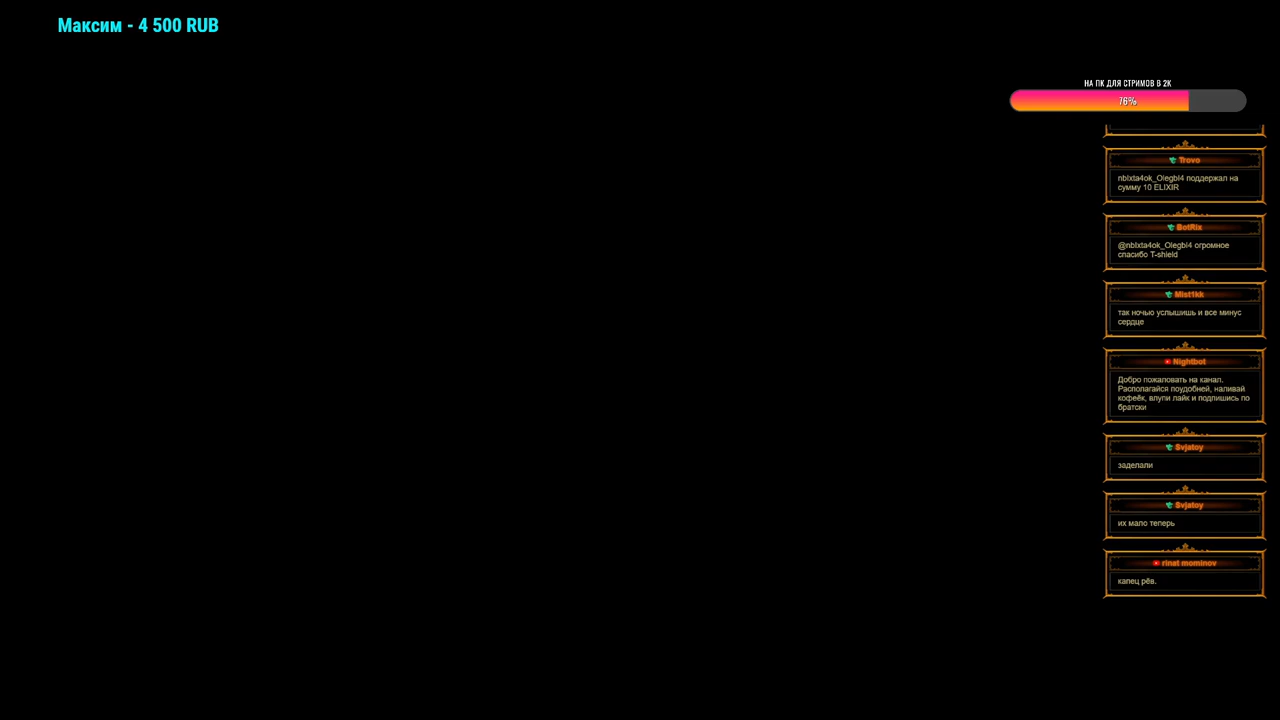 Максим - 4 500 RUB
НА ПК ДЛЯ СТРИМОВ В 2К
76%
Trovo
nbIxta4ok_OlegbI4 поддержал на
сумму 10 ELIXIR
BotRix
@nbIxta4ok_OlegbI4 огромное
спасибо T-shield
Mist1kk
так ночью услышишь и все минус
сердце
Nightbot
Добро пожаловать на канал.
Располагайся поудобней, наливай
кофеёк, влупи лайк и подпишись по
братски
Svjatoy
заделали
Svjatoy
их мало теперь
rinat mominov
капец рёв.